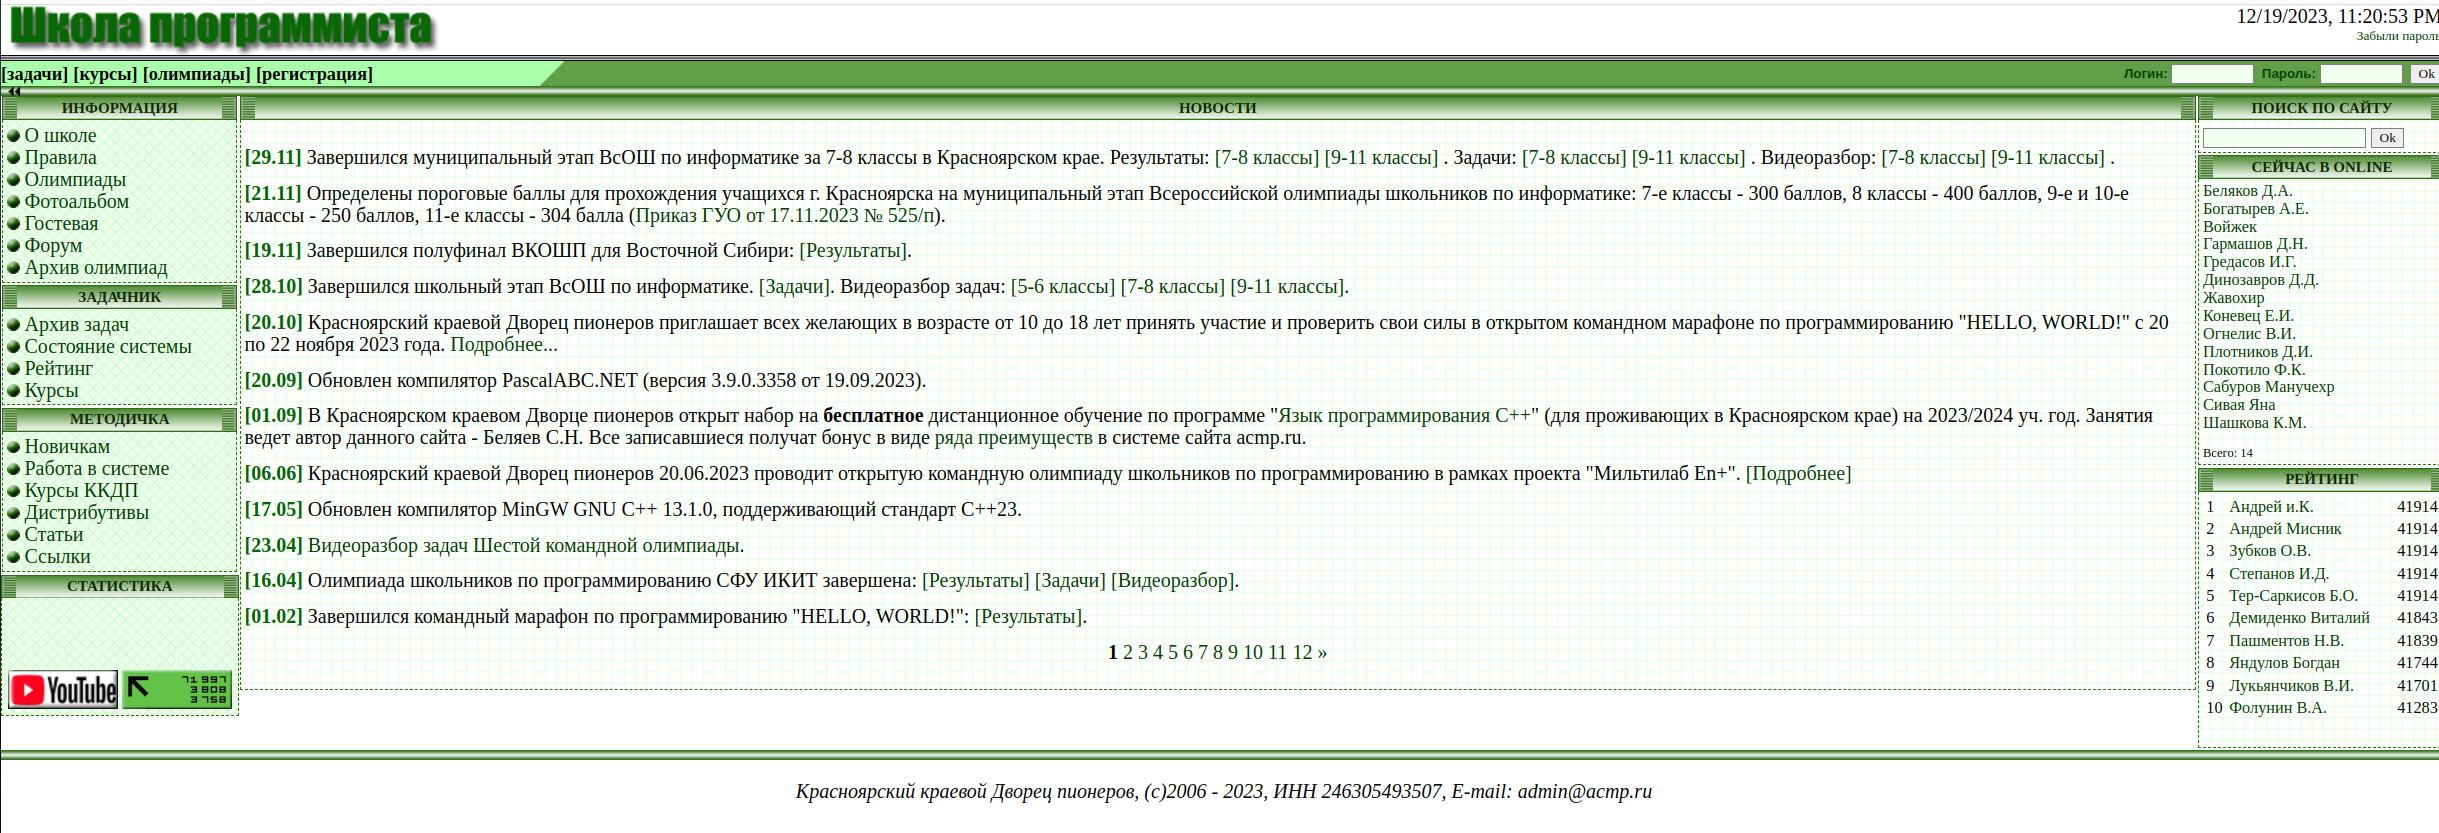 Школа программиста
12/19/2023, 11:20:53 PM
Забыли пароль
[задачи] [курсы] [олимпиады] [регистрация]
Логин: Пароль: Ok
ИНФОРМАЦИЯ
О школе
Правила
Олимпиады
Фотоальбом
Гостевая
Форум
Архив олимпиад
ЗАДАЧНИК
Архив задач
Состояние системы
Рейтинг
Курсы
МЕТОДИЧКА
Новичкам
Работа в системе
Курсы ККДП
Дистрибутивы
Статьи
Ссылки
СТАТИСТИКА
YouTube
71 997
3 808
3 758
НОВОСТИ
[29.11] Завершился муниципальный этап ВсОШ по информатике за 7-8 классы в Красноярском крае. Результаты: [7-8 классы] [9-11 классы] . Задачи: [7-8 классы] [9-11 классы] . Видеоразбор: [7-8 классы] [9-11 классы] .
[21.11] Определены пороговые баллы для прохождения учащихся г. Красноярска на муниципальный этап Всероссийской олимпиады школьников по информатике: 7-е классы - 300 баллов, 8 классы - 400 баллов, 9-е и 10-е
классы - 250 баллов, 11-е классы - 304 балла (Приказ ГУО от 17.11.2023 № 525/п).
[19.11] Завершился полуфинал ВКОШП для Восточной Сибири: [Результаты].
[28.10] Завершился школьный этап ВсОШ по информатике. [Задачи]. Видеоразбор задач: [5-6 классы] [7-8 классы] [9-11 классы].
[20.10] Красноярский краевой Дворец пионеров приглашает всех желающих в возрасте от 10 до 18 лет принять участие и проверить свои силы в открытом командном марафоне по программированию "HELLO, WORLD!" с 20
по 22 ноября 2023 года. Подробнее...
[20.09] Обновлен компилятор PascalABC.NET (версия 3.9.0.3358 от 19.09.2023).
[01.09] В Красноярском краевом Дворце пионеров открыт набор на бесплатное дистанционное обучение по программе "Язык программирования C++" (для проживающих в Красноярском крае) на 2023/2024 уч. год. Занятия
ведет автор данного сайта - Беляев С.Н. Все записавшиеся получат бонус в виде ряда преимуществ в системе сайта acmp.ru.
[06.06] Красноярский краевой Дворец пионеров 20.06.2023 проводит открытую командную олимпиаду школьников по программированию в рамках проекта "Мильтилаб En+". [Подробнее]
[17.05] Обновлен компилятор MinGW GNU C++ 13.1.0, поддерживающий стандарт C++23.
[23.04] Видеоразбор задач Шестой командной олимпиады.
[16.04] Олимпиада школьников по программированию СФУ ИКИТ завершена: [Результаты] [Задачи] [Видеоразбор].
[01.02] Завершился командный марафон по программированию "HELLO, WORLD!": [Результаты].
1 2 3 4 5 6 7 8 9 10 11 12 »
ПОИСК ПО САЙТУ
Ok
СЕЙЧАС В ONLINE
Беляков Д.А.
Богатырев А.Е.
Войжек
Гармашов Д.Н.
Гредасов И.Г.
Динозавров Д.Д.
Жавохир
Коневец Е.И.
Огнелис В.И.
Плотников Д.И.
Покотило Ф.К.
Сабуров Манучехр
Сивая Яна
Шашкова К.М.
Всего: 14
РЕЙТИНГ
1 Андрей и.К. 41914
2 Андрей Мисник 41914
3 Зубков О.В. 41914
4 Степанов И.Д. 41914
5 Тер-Саркисов Б.О. 41914
6 Демиденко Виталий 41843
7 Пашментов Н.В. 41839
8 Яндулов Богдан 41744
9 Лукьянчиков В.И. 41701
10 Фолунин В.А. 41283
Красноярский краевой Дворец пионеров, (c)2006 - 2023, ИНН 246305493507, E-mail: admin@acmp.ru